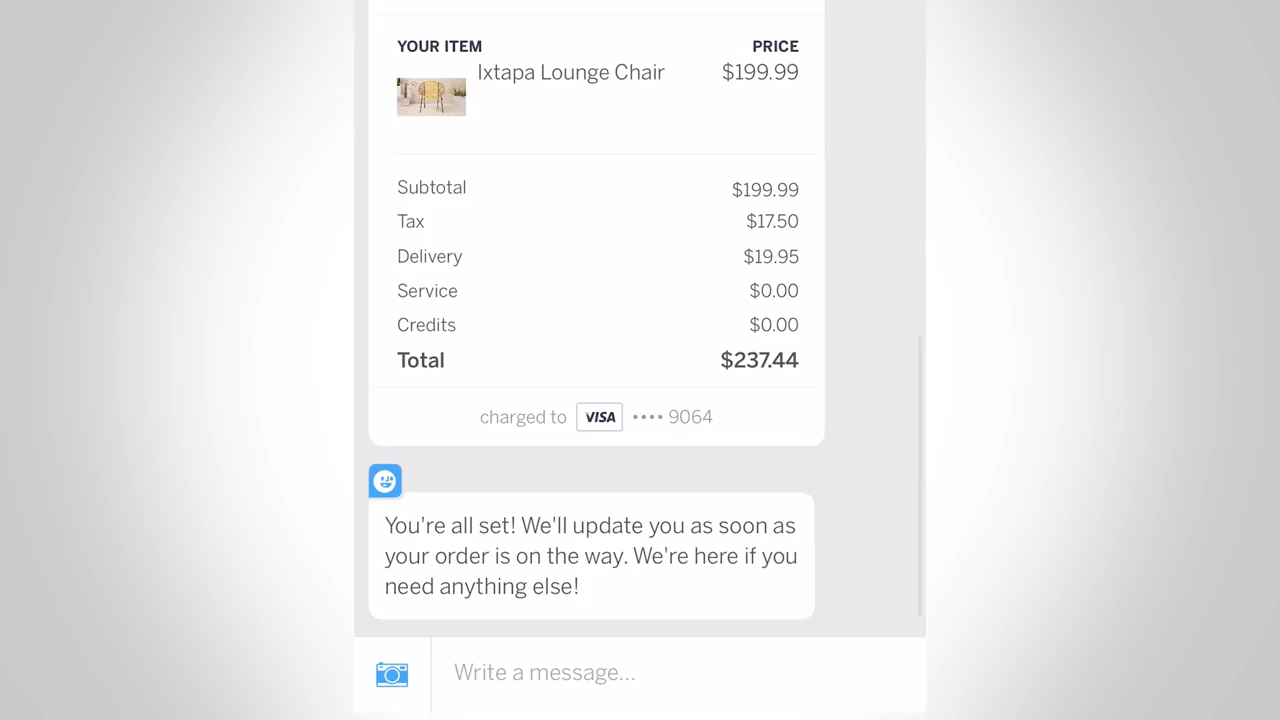 YOUR ITEM PRICE
Ixtapa Lounge Chair $199.99
Subtotal $199.99
Tax $17.50
Delivery $19.95
Service $0.00
Credits $0.00
Total $237.44
charged to VISA •••• 9064
You're all set! We'll update you as soon as
your order is on the way. We're here if you
need anything else!
Write a message...